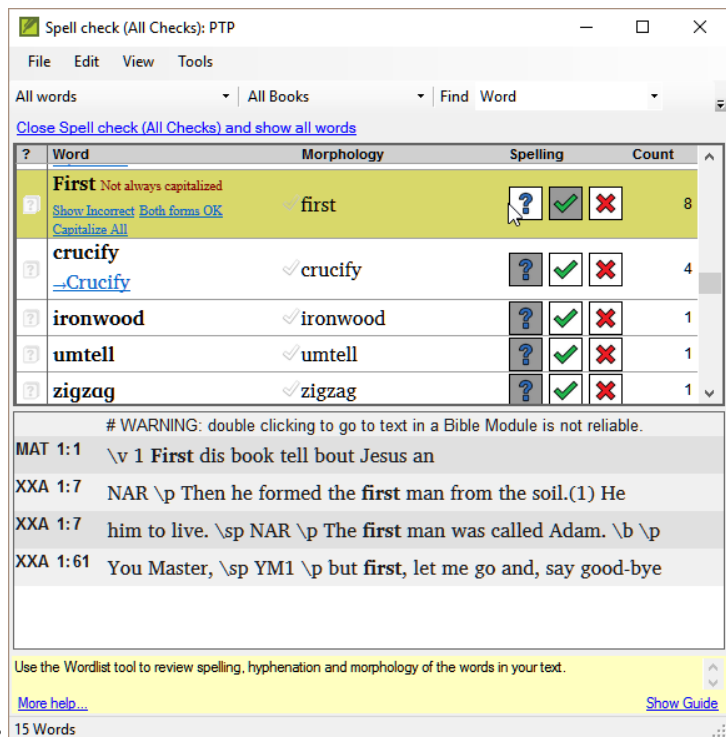 Spell check (All Checks): PTP
File Edit View Tools
All words All Books Find Word
Close Spell check (All Checks) and show all words
? Word Morphology Spelling Count
First Not always capitalized
Show Incorrect Both forms OK
Capitalize All
first 8
crucify
→Crucify
crucify 4
ironwood ironwood 1
umtell umtell 1
zigzag zigzag 1
# WARNING: double clicking to go to text in a Bible Module is not reliable.
MAT 1:1 \v 1 First dis book tell bout Jesus an
XXA 1:7 NAR \p Then he formed the first man from the soil.(1) He
XXA 1:7 him to live. \sp NAR \p The first man was called Adam. \b \p
XXA 1:61 You Master, \sp YM1 \p but first, let me go and, say good-bye
Use the Wordlist tool to review spelling, hyphenation and morphology of the words in your text.
More help... Show Guide
15 Words